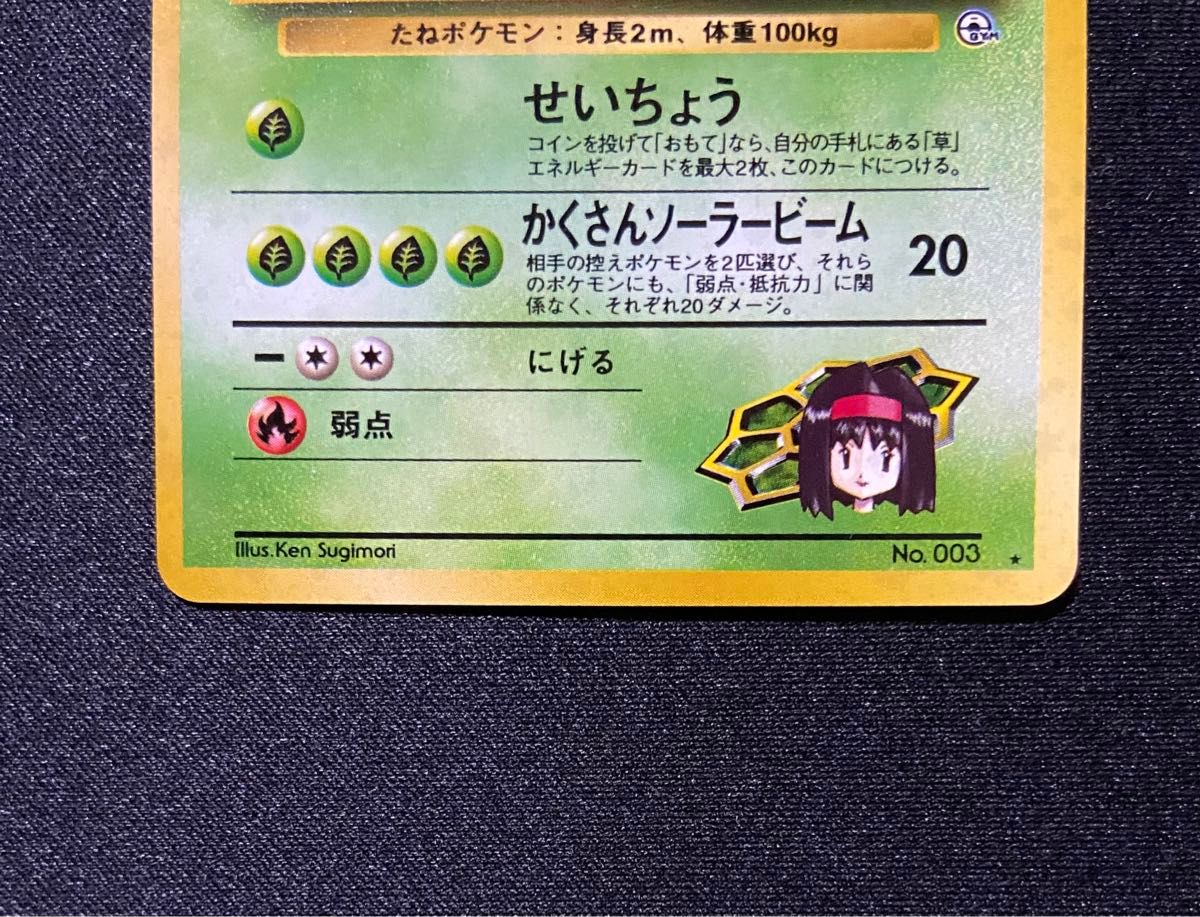 たねポケモン：身長2m、体重100kg
GYM
せいちょう
コインを投げて「おもて」なら、自分の手札にある「草」
エネルギーカードを最大2枚、このカードにつける。
かくさんソーラービーム 20
相手の控えポケモンを2匹選び、それら
のポケモンにも、「弱点・抵抗力」に関
係なく、それぞれ20ダメージ。
ー にげる
弱点
Illus.Ken Sugimori
No. 003 ★